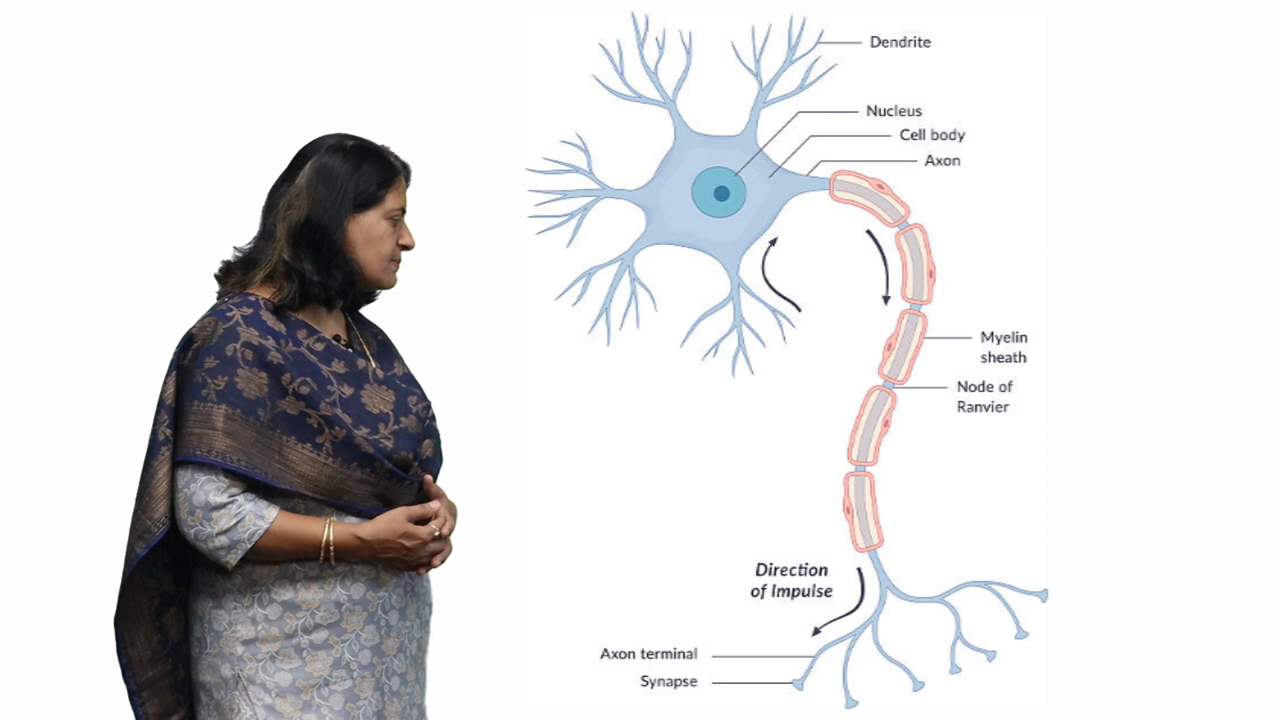 Dendrite
Nucleus
Cell body
Axon
Myelin
sheath
Node of
Ranvier
Direction
of Impulse
Axon terminal
Synapse